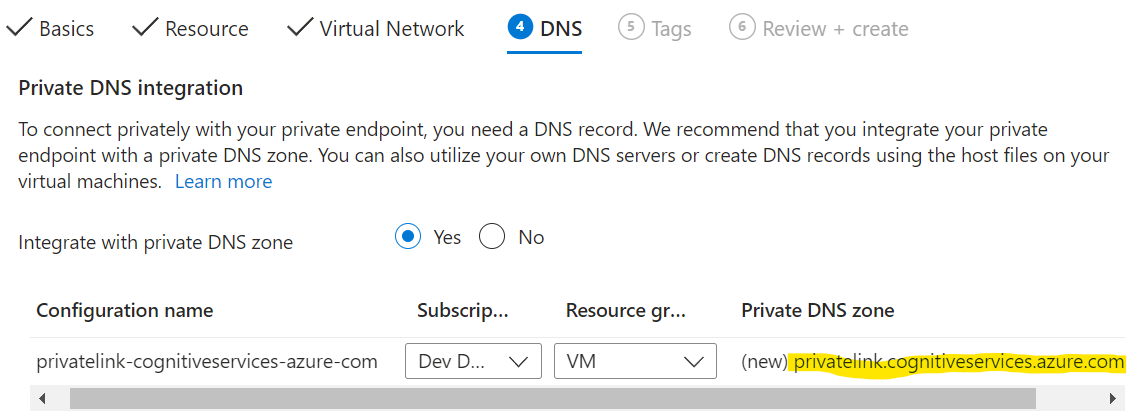 Basics Resource Virtual Network 4 DNS 5 Tags 6 Review + create
Private DNS integration
To connect privately with your private endpoint, you need a DNS record. We recommend that you integrate your private
endpoint with a private DNS zone. You can also utilize your own DNS servers or create DNS records using the host files on your
virtual machines. Learn more
Integrate with private DNS zone Yes No
Configuration name Subscrip... Resource gr... Private DNS zone
privatelink-cognitiveservices-azure-com Dev D... VM (new) privatelink.cognitiveservices.azure.com